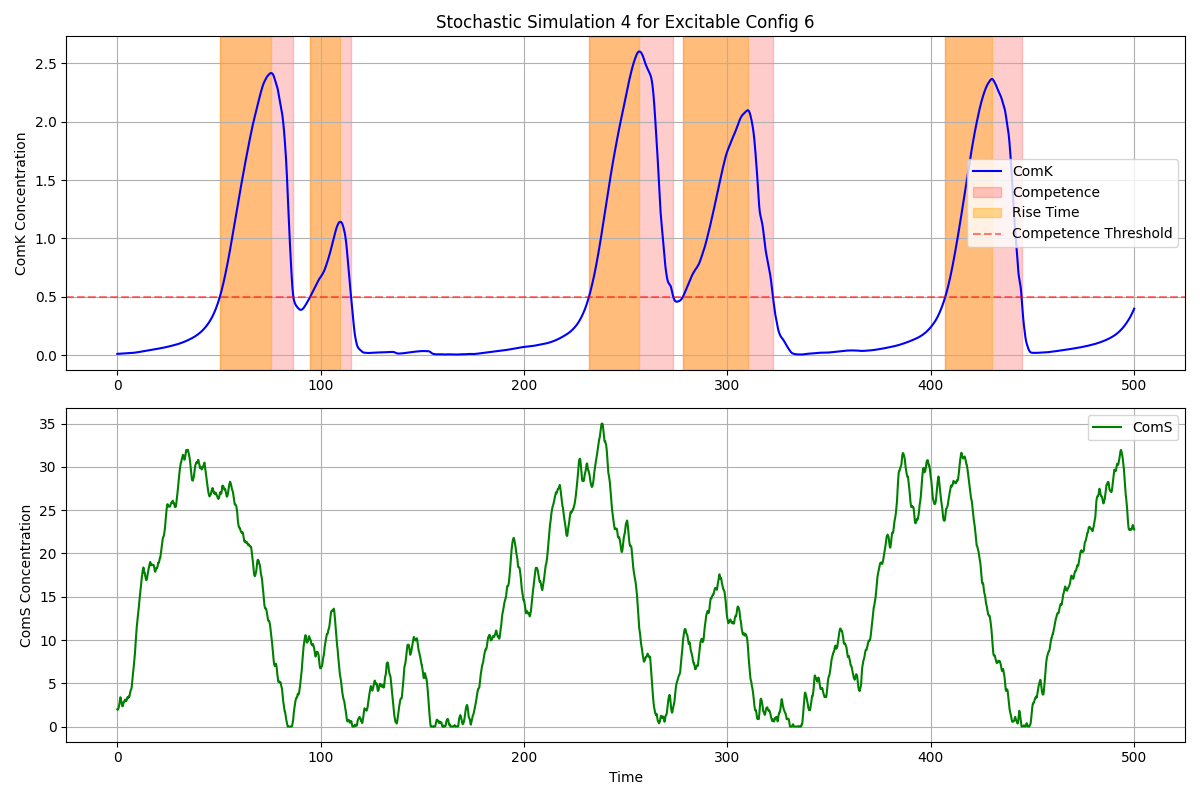 Stochastic Simulation 4 for Excitable Config 6
ComK Concentration
2.5
2.0
1.5
1.0
0.5
0.0
ComK
Competence
Rise Time
Competence Threshold
0 100 200 300 400 500
ComS Concentration
35
30
25
20
15
10
5
0
ComS
0 100 200 300 400 500
Time